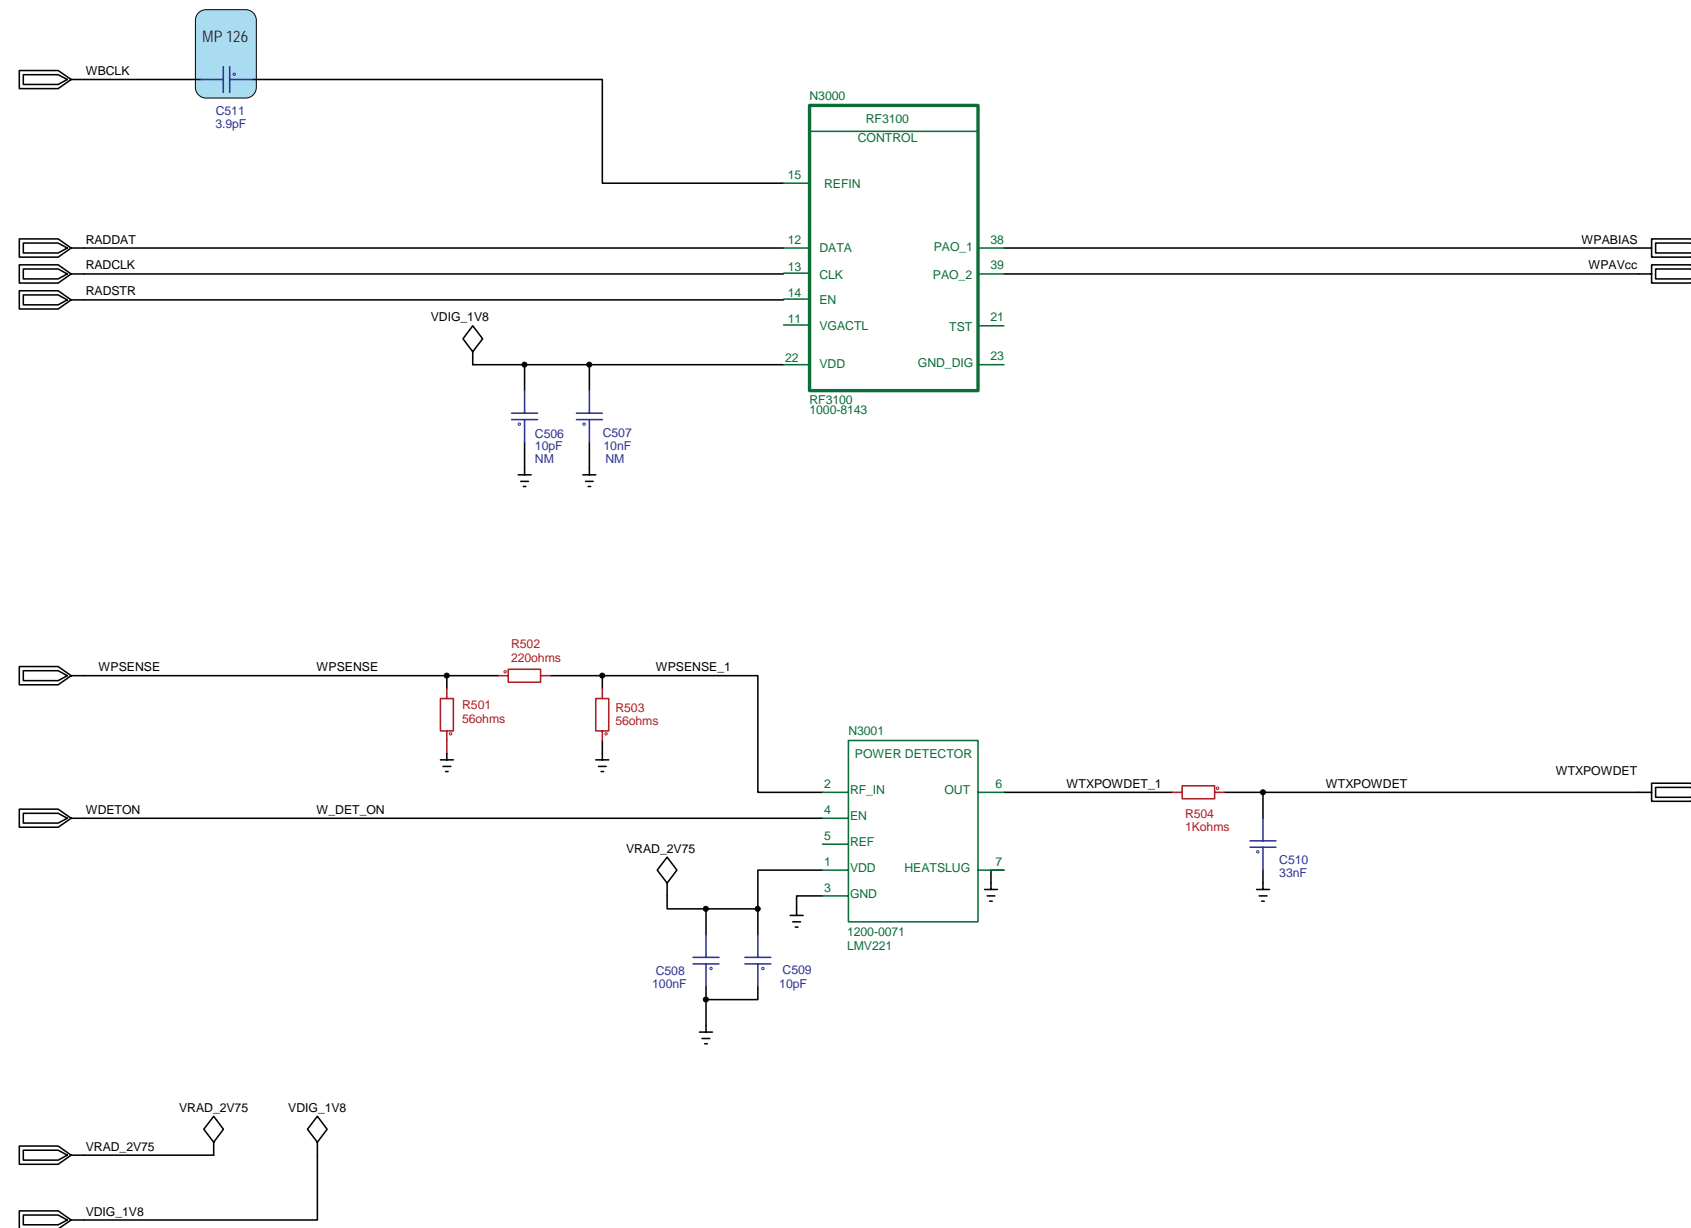 MP 126
WBCLK
C511
3.9pF
N3000
RF3100
CONTROL
15
REFIN
RADDAT
12
DATA
PAO_1
38
WPABIAS
RADCLK
13
CLK
PAO_2
39
WPAVcc
RADSTR
14
EN
VDIG_1V8
11
VGACTL
TST
21
22
VDD
GND_DIG
23
RF3100
1000-8143
C506
10pF
NM
C507
10nF
NM
R502
220ohms
WPSENSE
WPSENSE
WPSENSE_1
R501
56ohms
R503
56ohms
N3001
POWER DETECTOR
2
RF_IN
OUT
6
WTXPOWDET_1
WTXPOWDET
WTXPOWDET
WDETON
W_DET_ON
4
EN
R504
1Kohms
5
REF
VRAD_2V75
1
VDD
HEATSLUG
7
C510
33nF
3
GND
1200-0071
LMV221
C508
100nF
C509
10pF
VRAD_2V75
VDIG_1V8
VRAD_2V75
VDIG_1V8